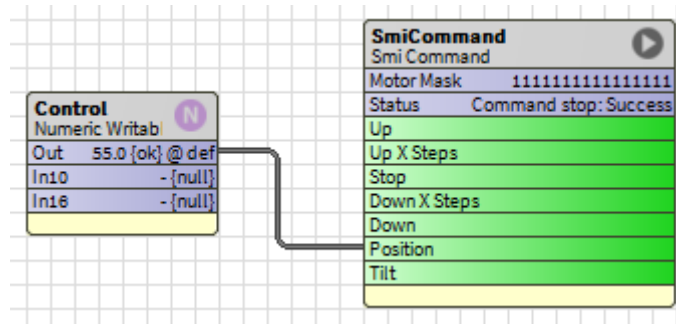 SmiCommand
Smi Command
Motor Mask 1111111111111111
Status Command stop: Success
Up
Up X Steps
Stop
Down X Steps
Down
Position
Tilt
Control
Numeric Writabl
N
Out 55.0 {ok} @ def
In10 - {null}
In16 - {null}